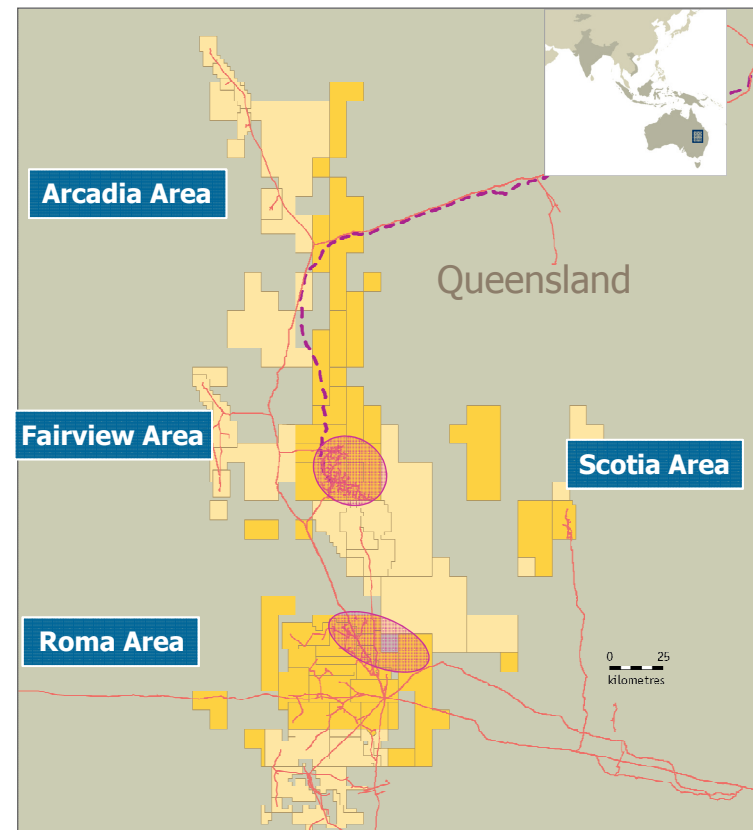 Arcadia Area
Queensland
Fairview Area
Scotia Area
Roma Area
0 25
kilometres